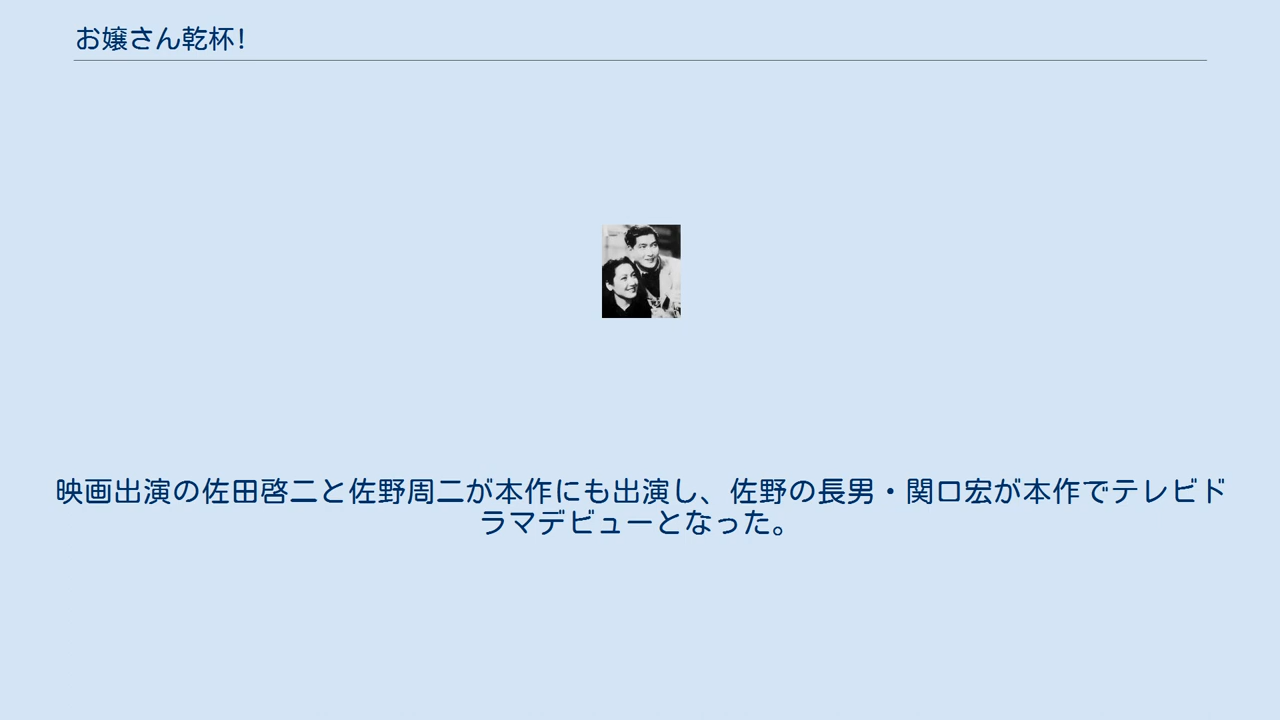 お嬢さん乾杯!
映画出演の佐田啓二と佐野周二が本作にも出演し、佐野の長男・関口宏が本作でテレビド
ラマデビューとなった。